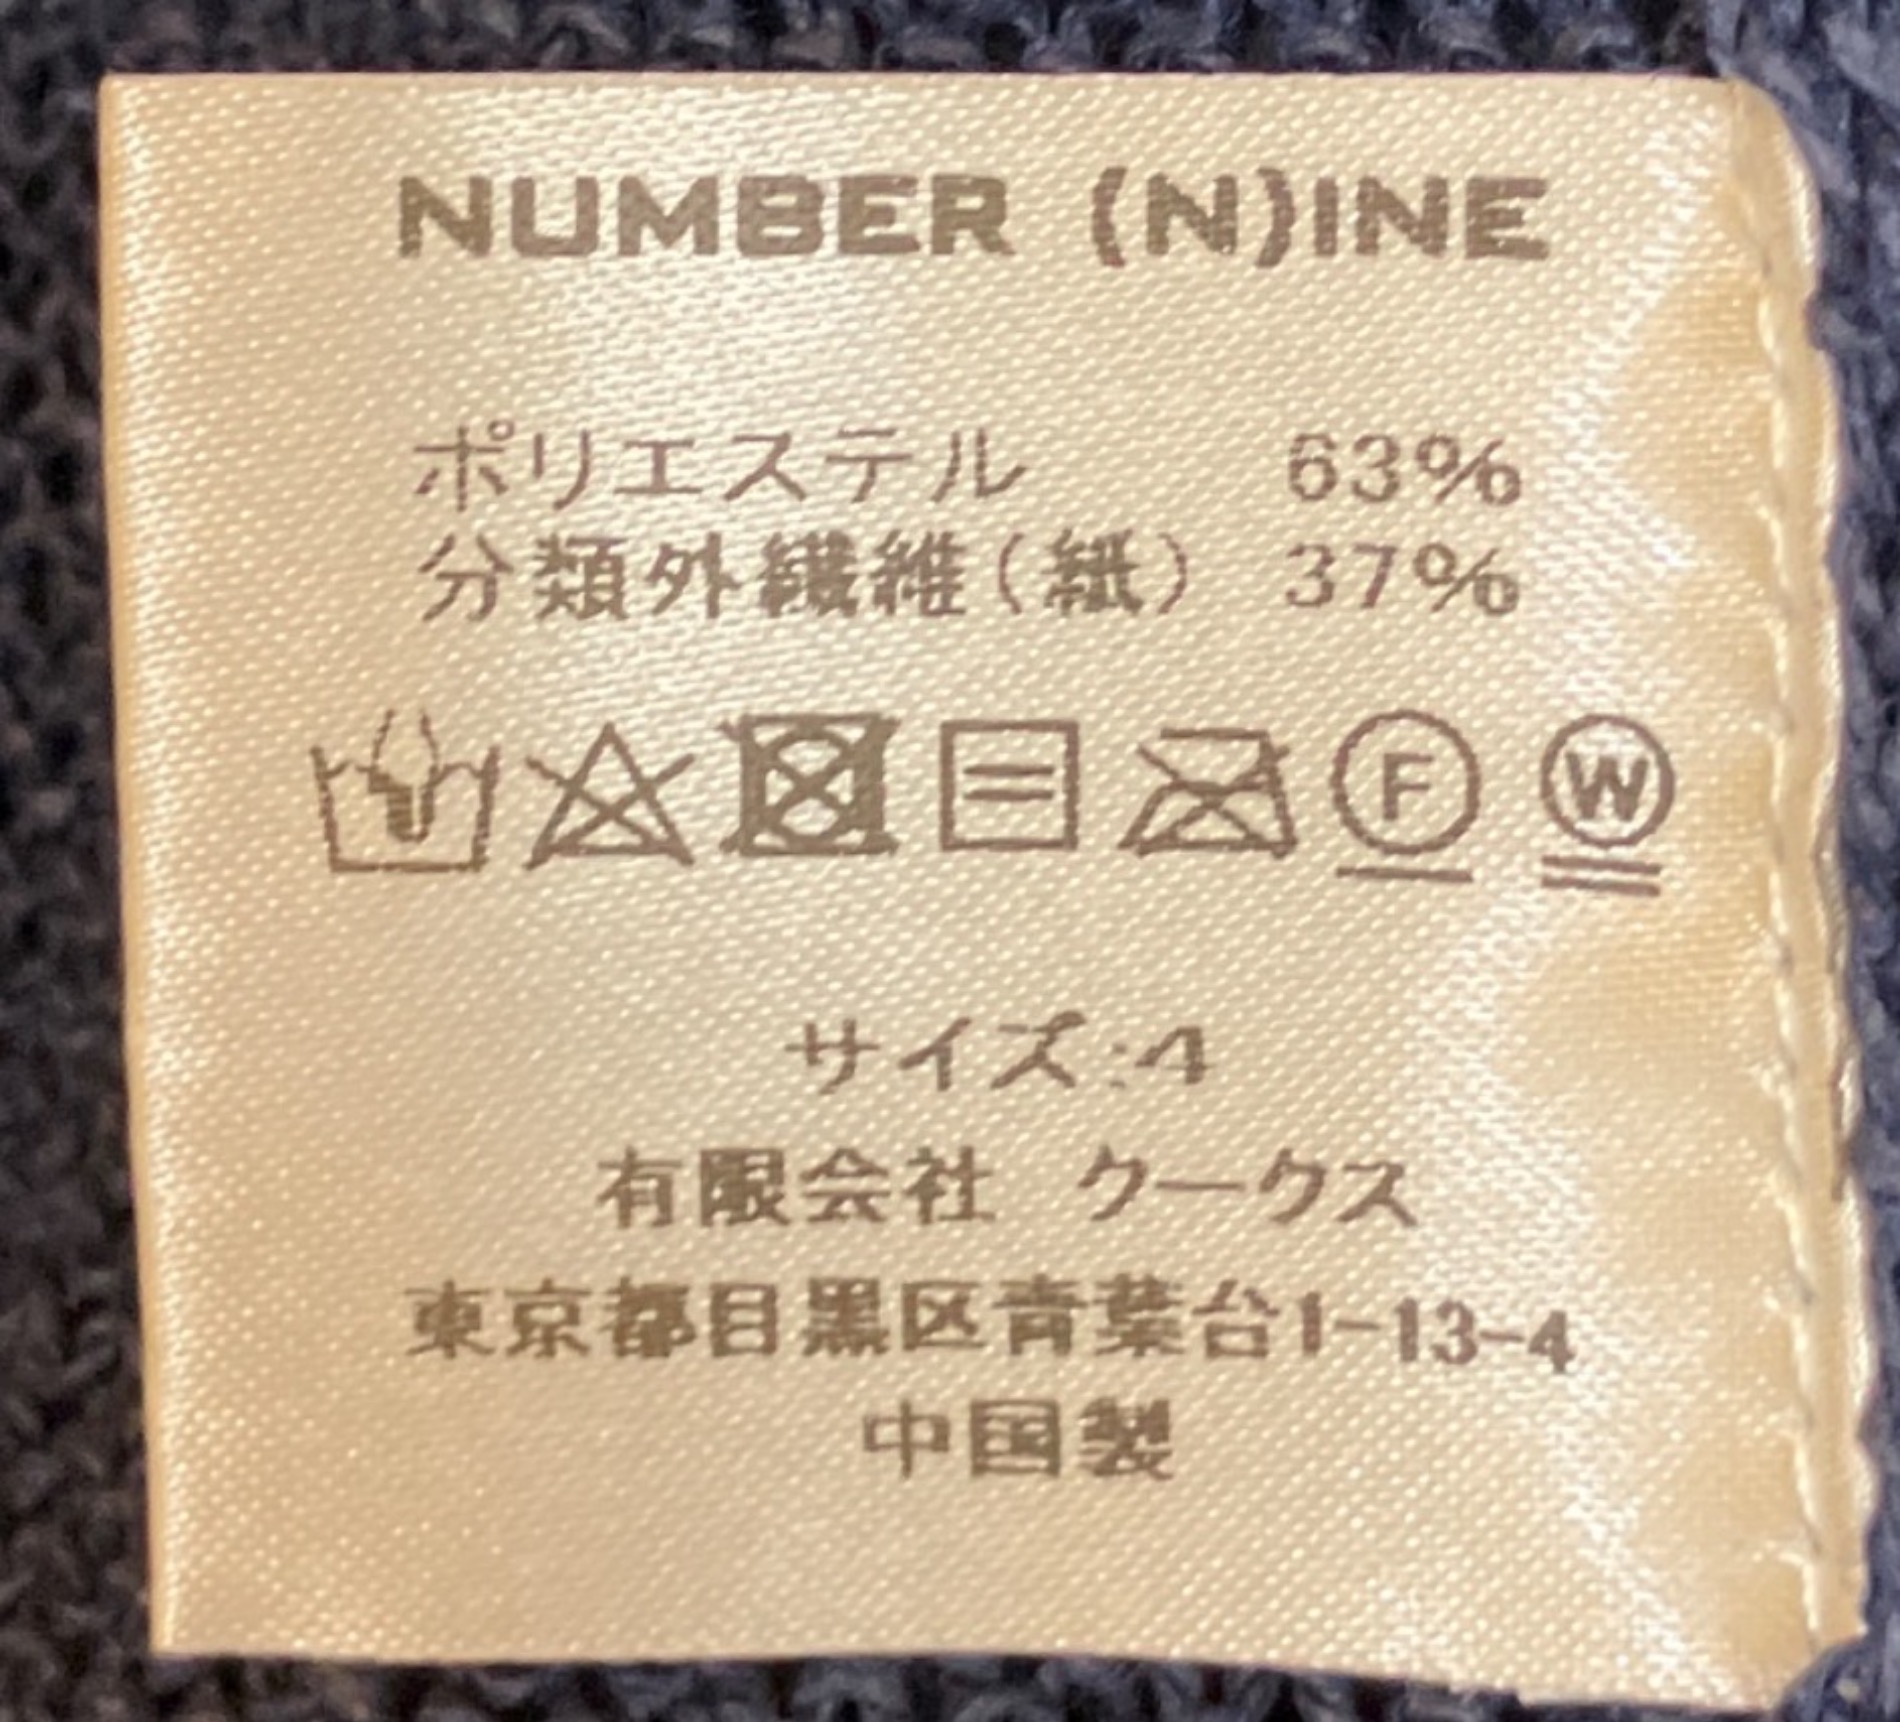 NUMBER (N)INE
ポリエステル 63%
分類外繊維(紙) 37%
F W
サイズ:4
有限会社 クークス
東京都目黒区青葉台1-13-4
中国製